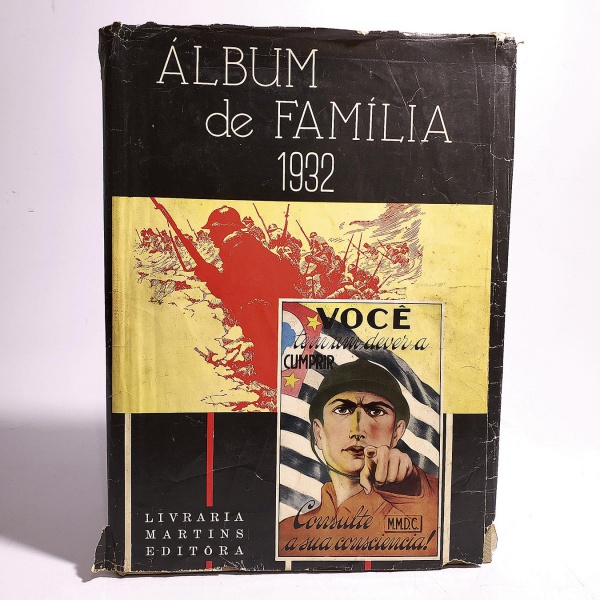 ÁLBUM
de FAMÍLIA
1932
VOCÊ
tem um dever a
CUMPRIR
Consulte M.M.D.C.
a sua consciencia!
LIVRARIA
MARTINS
EDITÔRA